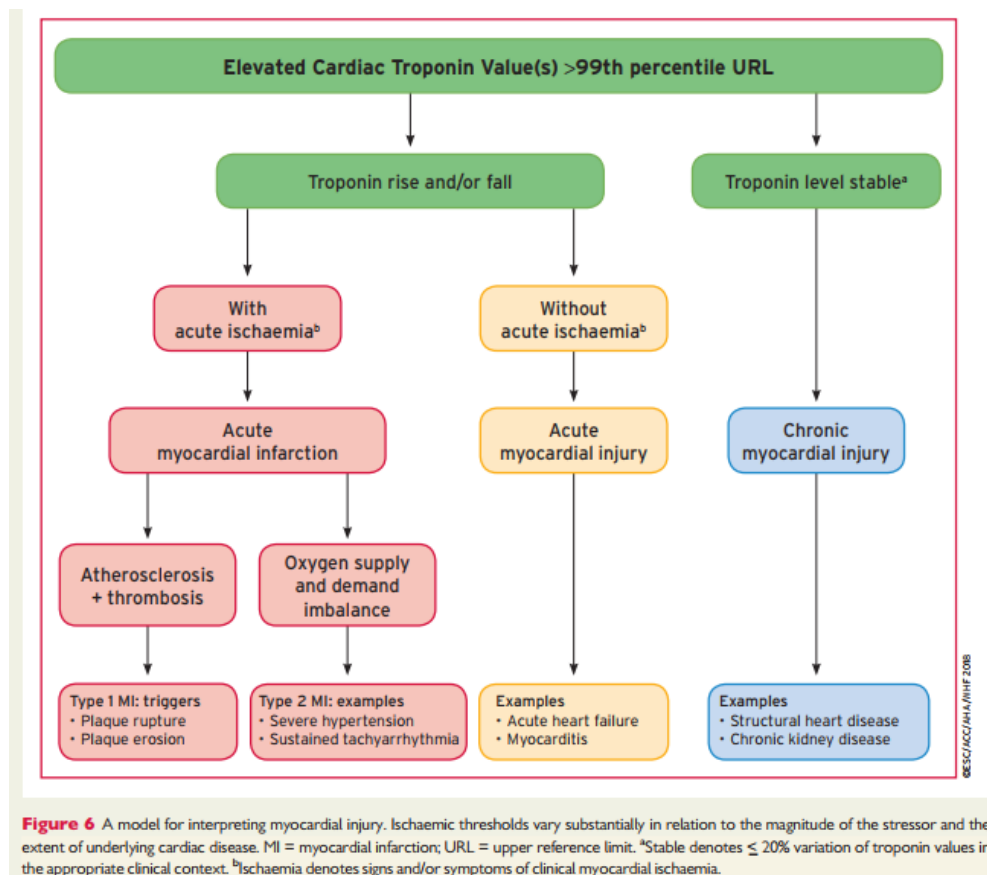 Elevated Cardiac Troponin Value(s) >99th percentile URL
Troponin rise and/or fall
Troponin level stableᵃ
With
acute ischaemiaᵇ
Without
acute ischaemiaᵇ
Acute
myocardial infarction
Acute
myocardial injury
Chronic
myocardial injury
Atherosclerosis
+ thrombosis
Oxygen supply
and demand
imbalance
Type 1 MI: triggers
• Plaque rupture
• Plaque erosion
Type 2 MI: examples
• Severe hypertension
• Sustained tachyarrhythmia
Examples
• Acute heart failure
• Myocarditis
Examples
• Structural heart disease
• Chronic kidney disease
©ESC/ACC/AHA/WHF 2018
Figure 6 A model for interpreting myocardial injury. Ischaemic thresholds vary substantially in relation to the magnitude of the stressor and the
extent of underlying cardiac disease. MI = myocardial infarction; URL = upper reference limit. ᵃStable denotes ≤ 20% variation of troponin values in
the appropriate clinical context. ᵇIschaemia denotes signs and/or symptoms of clinical myocardial ischaemia.